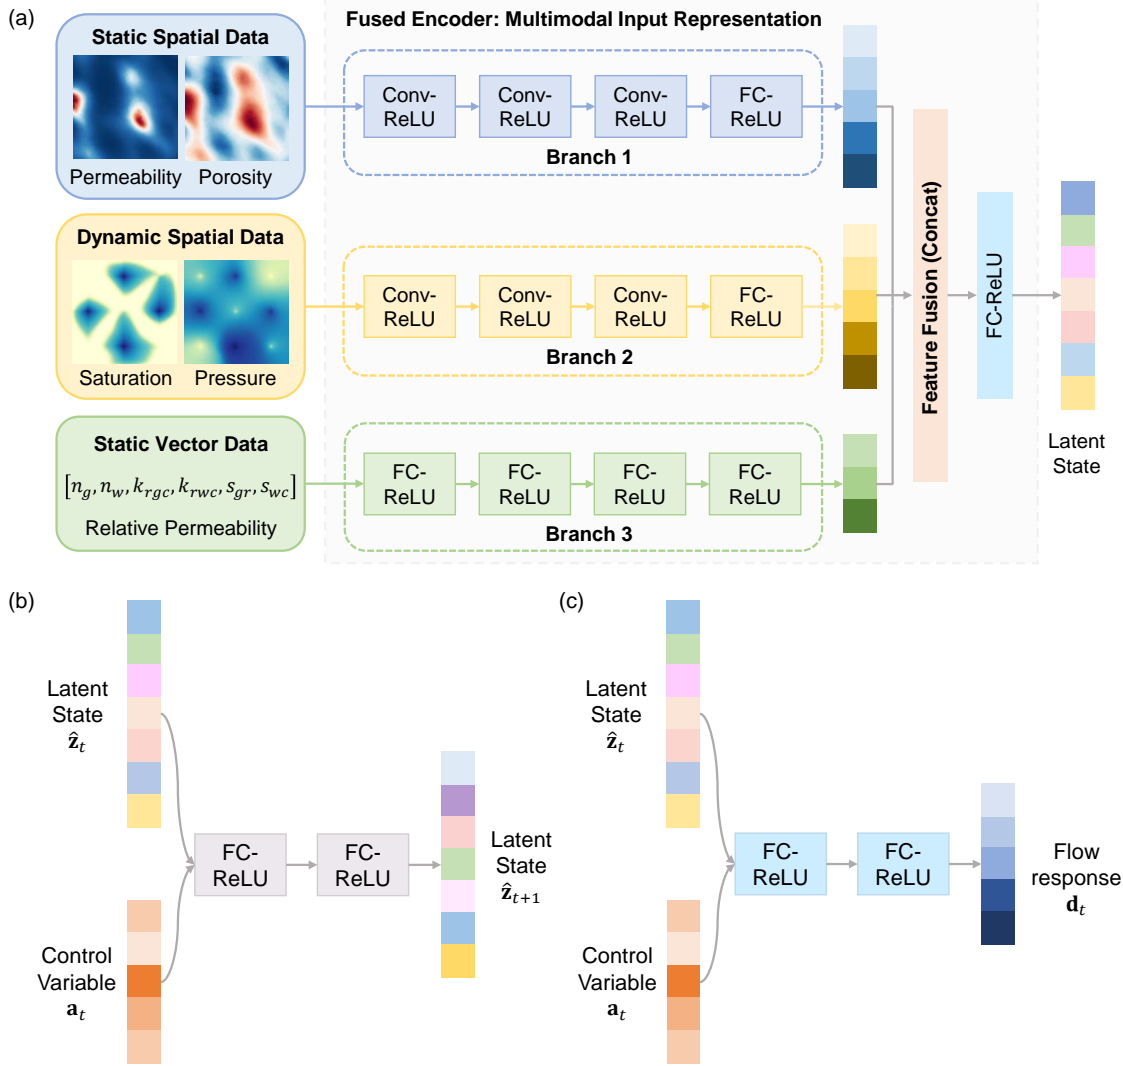 (a)
Static Spatial Data
Permeability Porosity
Dynamic Spatial Data
Saturation Pressure
Static Vector Data
[n_g, n_w, k_rgc, k_rwc, s_gr, s_wc]
Relative Permeability
Fused Encoder: Multimodal Input Representation
Conv-
ReLU
Conv-
ReLU
Conv-
ReLU
FC-
ReLU
Branch 1
Conv-
ReLU
Conv-
ReLU
Conv-
ReLU
FC-
ReLU
Branch 2
FC-
ReLU
FC-
ReLU
FC-
ReLU
FC-
ReLU
Branch 3
Feature Fusion (Concat)
FC-ReLU
Latent
State
(b)
Latent
State
ẑ_t
Control
Variable
a_t
FC-
ReLU
FC-
ReLU
Latent
State
ẑ_{t+1}
(c)
Latent
State
ẑ_t
Control
Variable
a_t
FC-
ReLU
FC-
ReLU
Flow
response
d_t